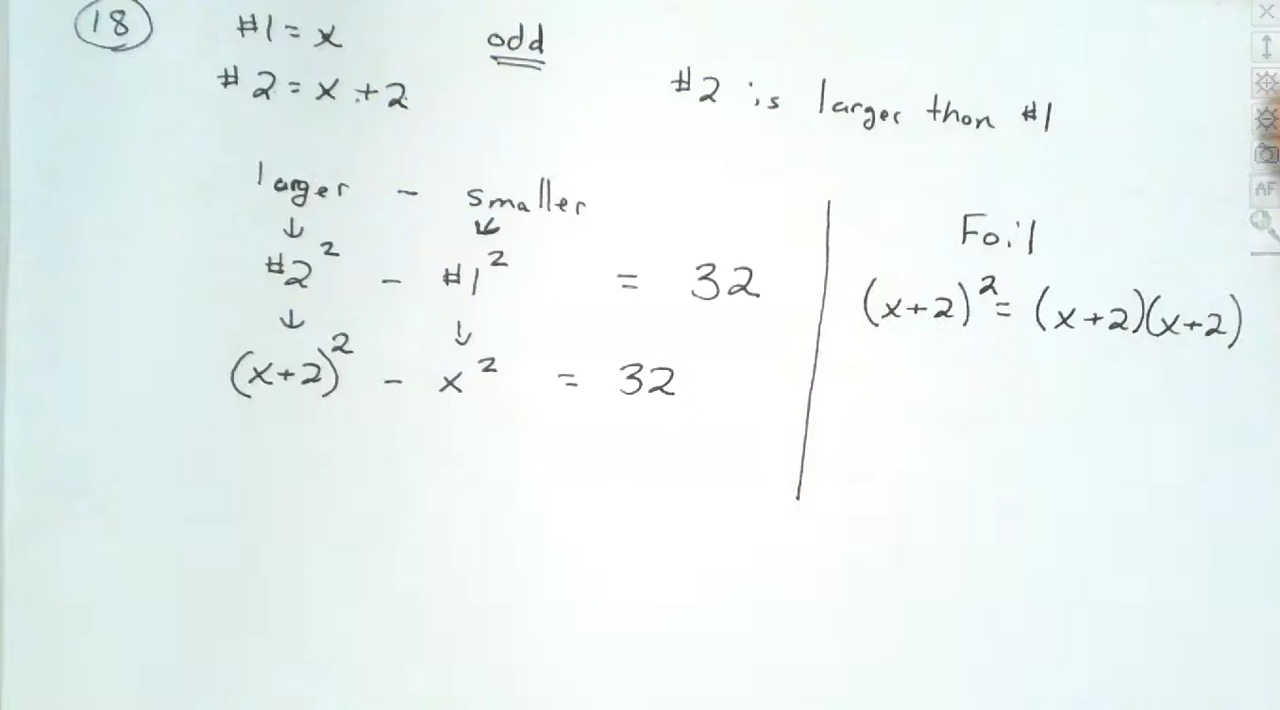 18
#1 = x odd
#2 = x + 2
#2 is larger than #1
larger - smaller
#2² - #1² = 32
(x+2)² - x² = 32
Foil
(x+2)² = (x+2)(x+2)
AF